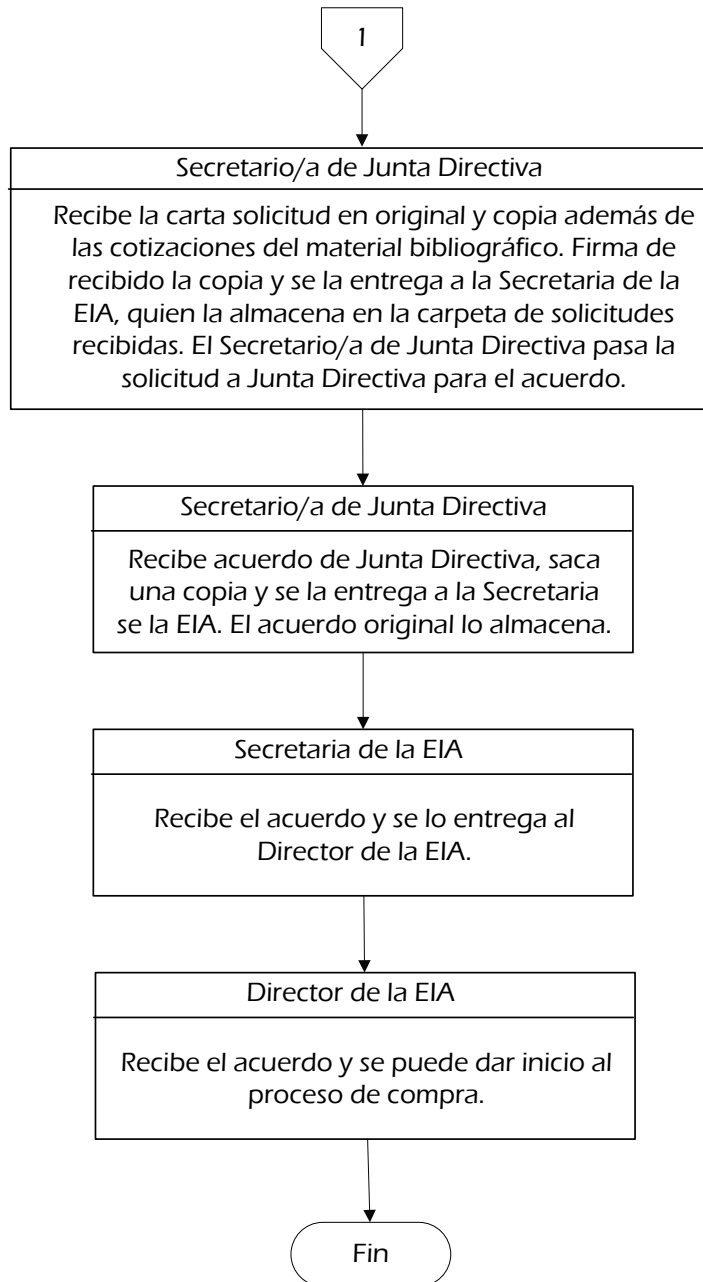 1
Secretario/a de Junta Directiva
Recibe la carta solicitud en original y copia además de
las cotizaciones del material bibliográfico. Firma de
recibido la copia y se la entrega a la Secretaria de la
EIA, quien la almacena en la carpeta de solicitudes
recibidas. El Secretario/a de Junta Directiva pasa la
solicitud a Junta Directiva para el acuerdo.
Secretario/a de Junta Directiva
Recibe acuerdo de Junta Directiva, saca
una copia y se la entrega a la Secretaria
se la EIA. El acuerdo original lo almacena.
Secretaria de la EIA
Recibe el acuerdo y se lo entrega al
Director de la EIA.
Director de la EIA
Recibe el acuerdo y se puede dar inicio al
proceso de compra.
Fin